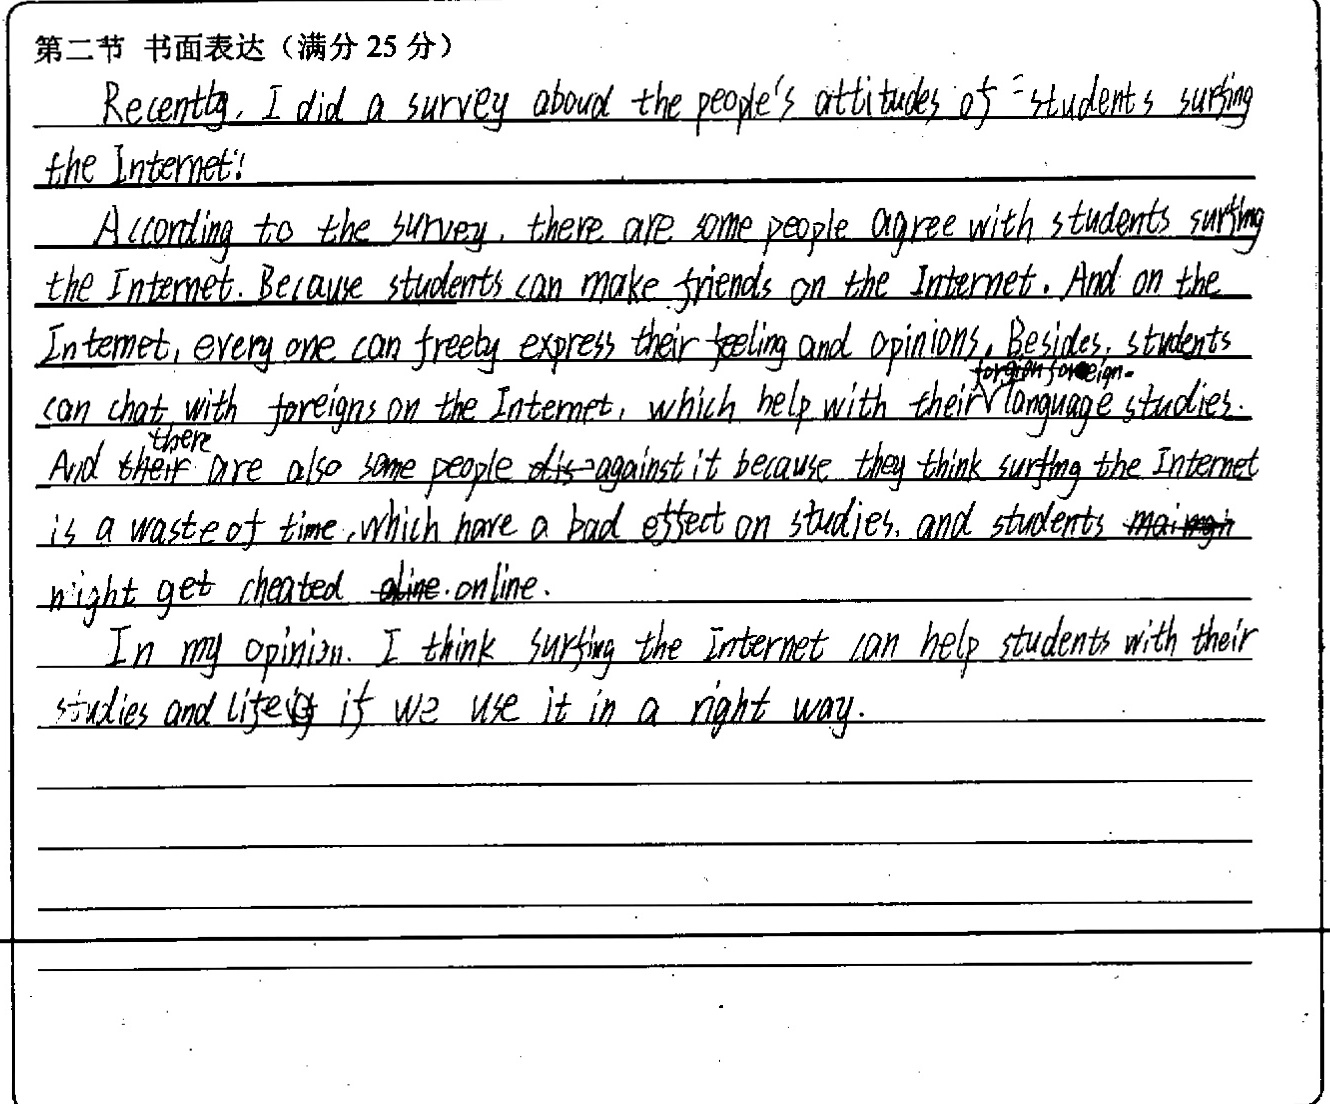 第二节 书面表达（满分 25 分）
Recently, I did a survey aboud the people's attitudes of students surfing
the Internet:
According to the survey, there are some people agree with students surfing
the Internet. Because students can make friends on the Internet. And on the
Internet, every one can freely express their feeling and opinions. Besides, students
forgien foreign
can chat with foreigns on the Internet, which help with their language studies.
there
And their are also some people dis against it because they think surfing the Internet
is a waste of time, which have a bad effect on studies, and students
might get cheated oline. online.
In my opinion. I think surfing the Internet can help students with their
studies and life if if we use it in a right way.